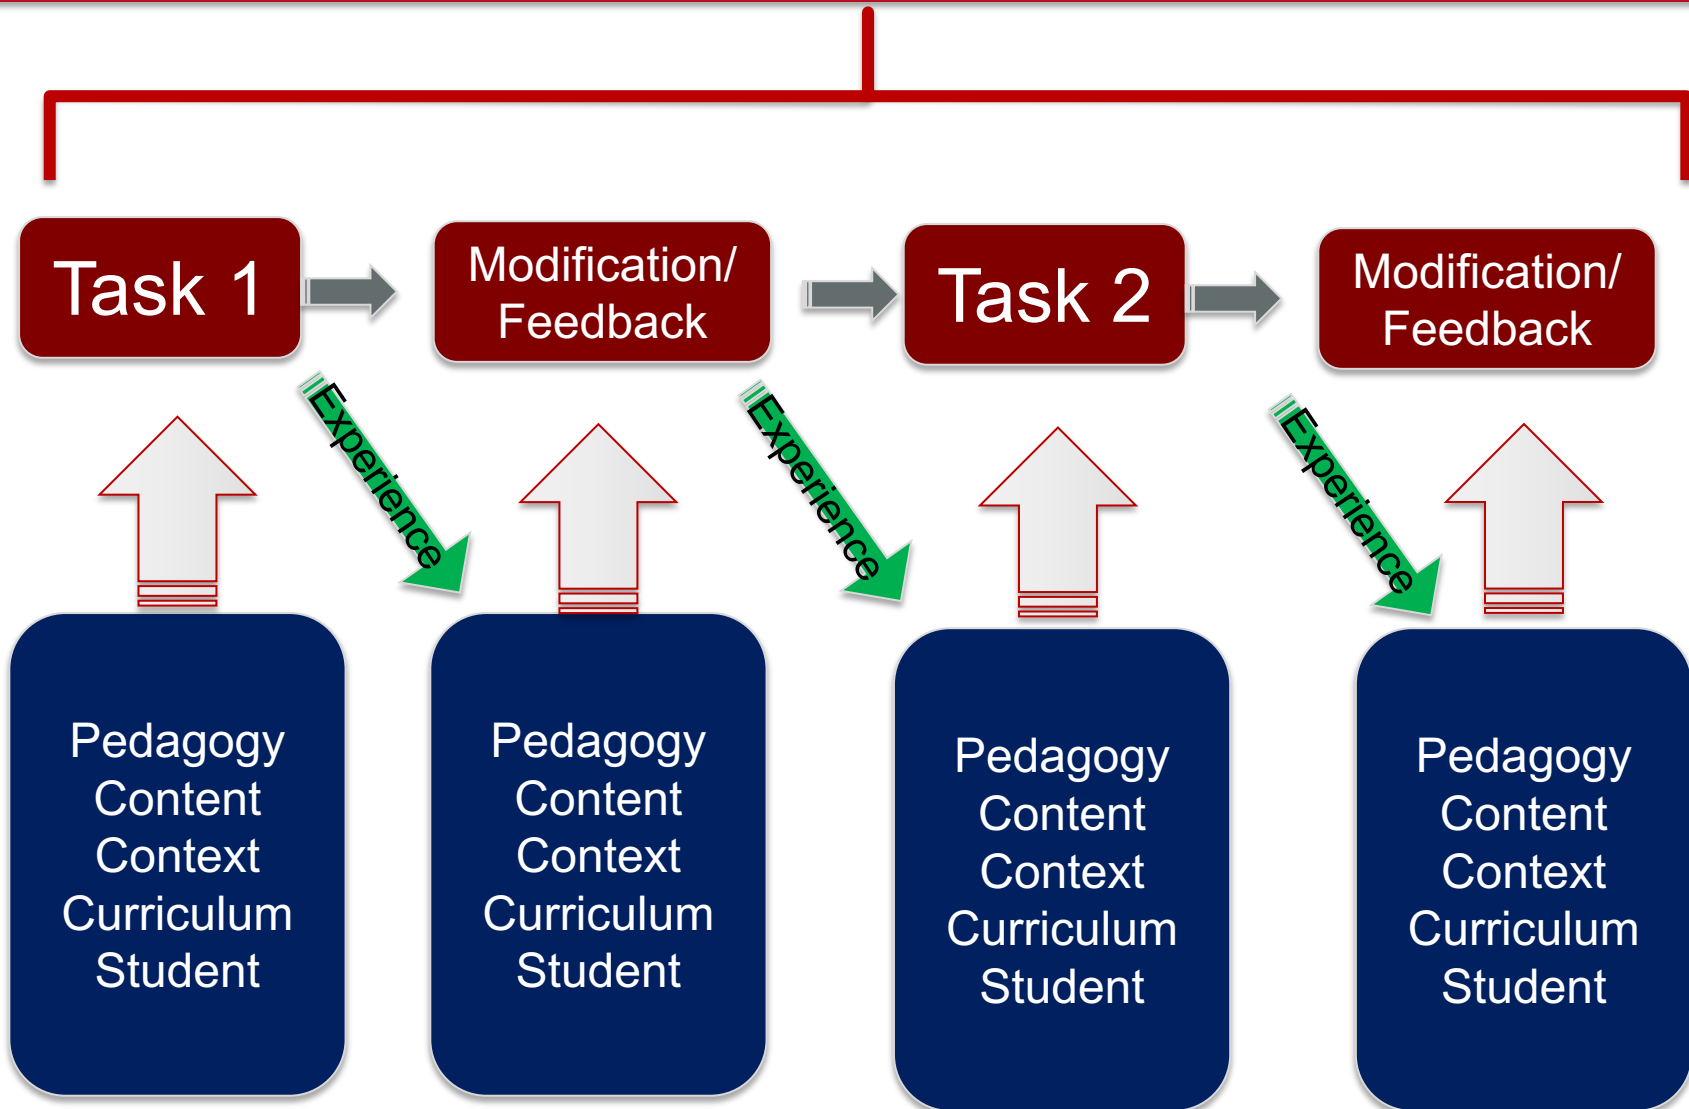 Task 1
Modification/
Feedback
Task 2
Modification/
Feedback
Experience
Experience
Experience
Pedagogy
Content
Context
Curriculum
Student
Pedagogy
Content
Context
Curriculum
Student
Pedagogy
Content
Context
Curriculum
Student
Pedagogy
Content
Context
Curriculum
Student